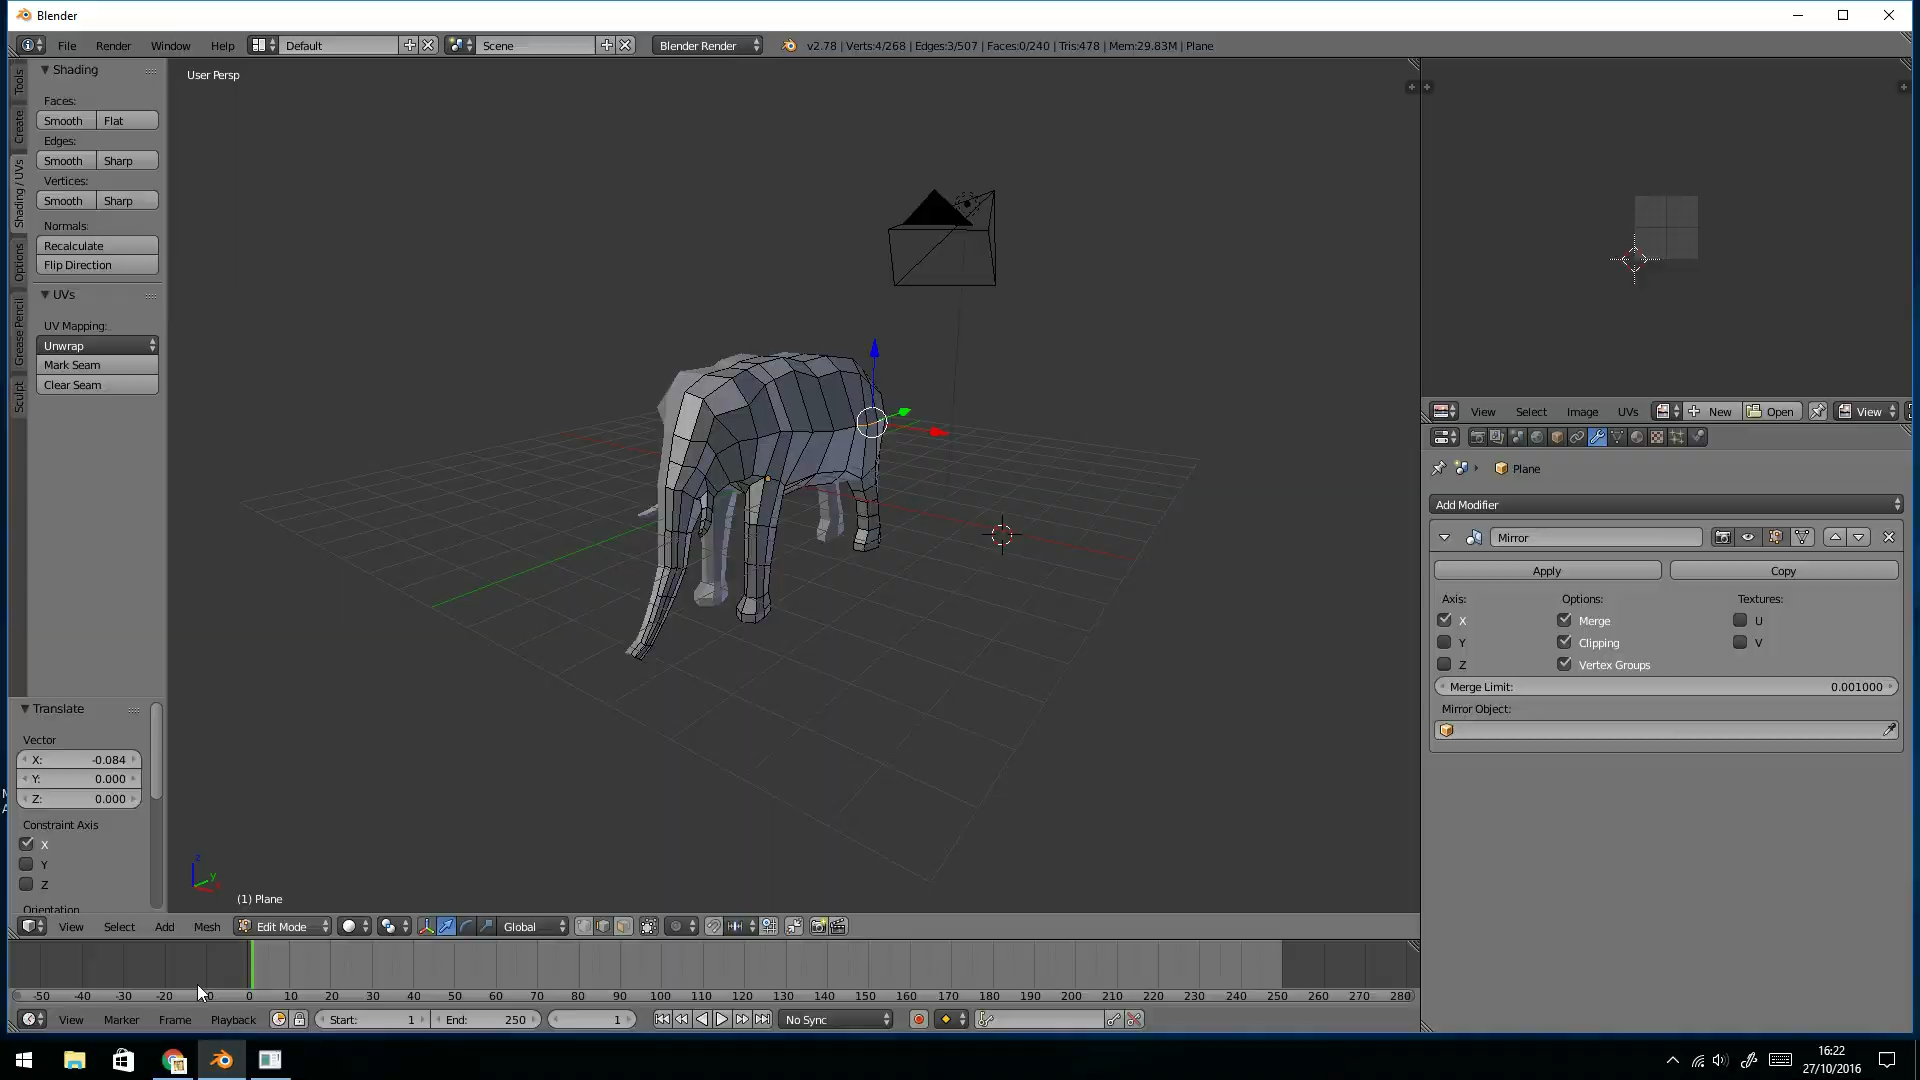 Blender
File Render Window Help Default Scene Blender Render v2.78 | Verts:4/268 | Edges:3/507 | Faces:0/240 | Tris:478 | Mem:29.83M | Plane
Tools
Create
Shading / UVs
Options
Grease Pencil
Sculpt
Shading
Faces:
Smooth Flat
Edges:
Smooth Sharp
Vertices:
Smooth Sharp
Normals:
Recalculate
Flip Direction
UVs
UV Mapping:
Unwrap
Mark Seam
Clear Seam
Translate
Vector
X: -0.084
Y: 0.000
Z: 0.000
Constraint Axis
X
Y
Z
Orientation
User Persp
z
y
(1) Plane
View Select Add Mesh Edit Mode Global
View Select Image UVs New Open View
Plane
Add Modifier
Mirror
Apply Copy
Axis: Options: Textures:
X Merge U
Y Clipping V
Z Vertex Groups
Merge Limit: 0.001000
Mirror Object:
-50 -40 -30 -20 0 10 20 30 40 50 60 70 80 90 100 110 120 130 140 150 160 170 180 190 200 210 220 230 240 250 260 270 280
View Marker Frame Playback Start: 1 End: 250 1 No Sync
16:22
27/10/2016